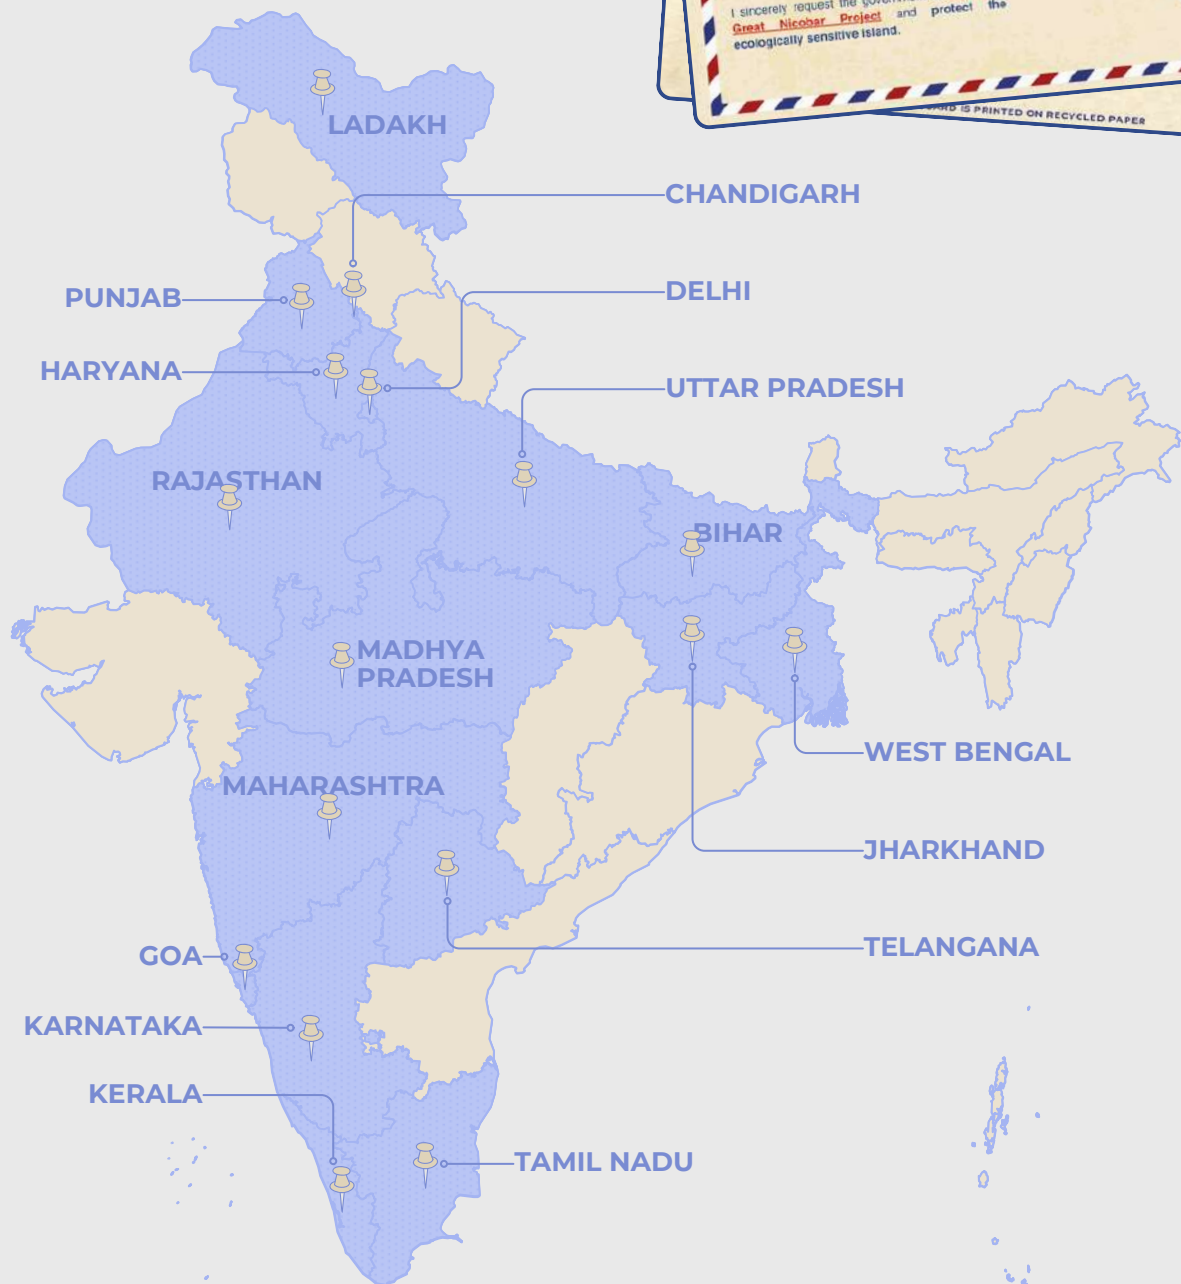 I sincerely request the
Great Nicobar Project and protect the
ecologically sensitive island.
IS PRINTED ON RECYCLED PAPER
LADAKH
CHANDIGARH
PUNJAB
DELHI
HARYANA
UTTAR PRADESH
RAJASTHAN
BIHAR
MADHYA
PRADESH
WEST BENGAL
MAHARASHTRA
JHARKHAND
GOA
TELANGANA
KARNATAKA
KERALA
TAMIL NADU